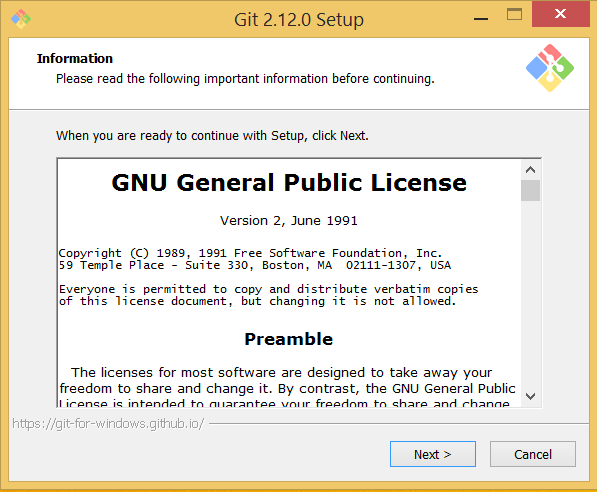 Git 2.12.0 Setup
Information
Please read the following important information before continuing.
When you are ready to continue with Setup, click Next.
GNU General Public License
Version 2, June 1991
Copyright (C) 1989, 1991 Free Software Foundation, Inc.
59 Temple Place - Suite 330, Boston, MA  02111-1307, USA
Everyone is permitted to copy and distribute verbatim copies
of this license document, but changing it is not allowed.
Preamble
The licenses for most software are designed to take away your
freedom to share and change it. By contrast, the GNU General Public
License is intended to guarantee your freedom to share and change
https://git-for-windows.github.io/
Next >
Cancel